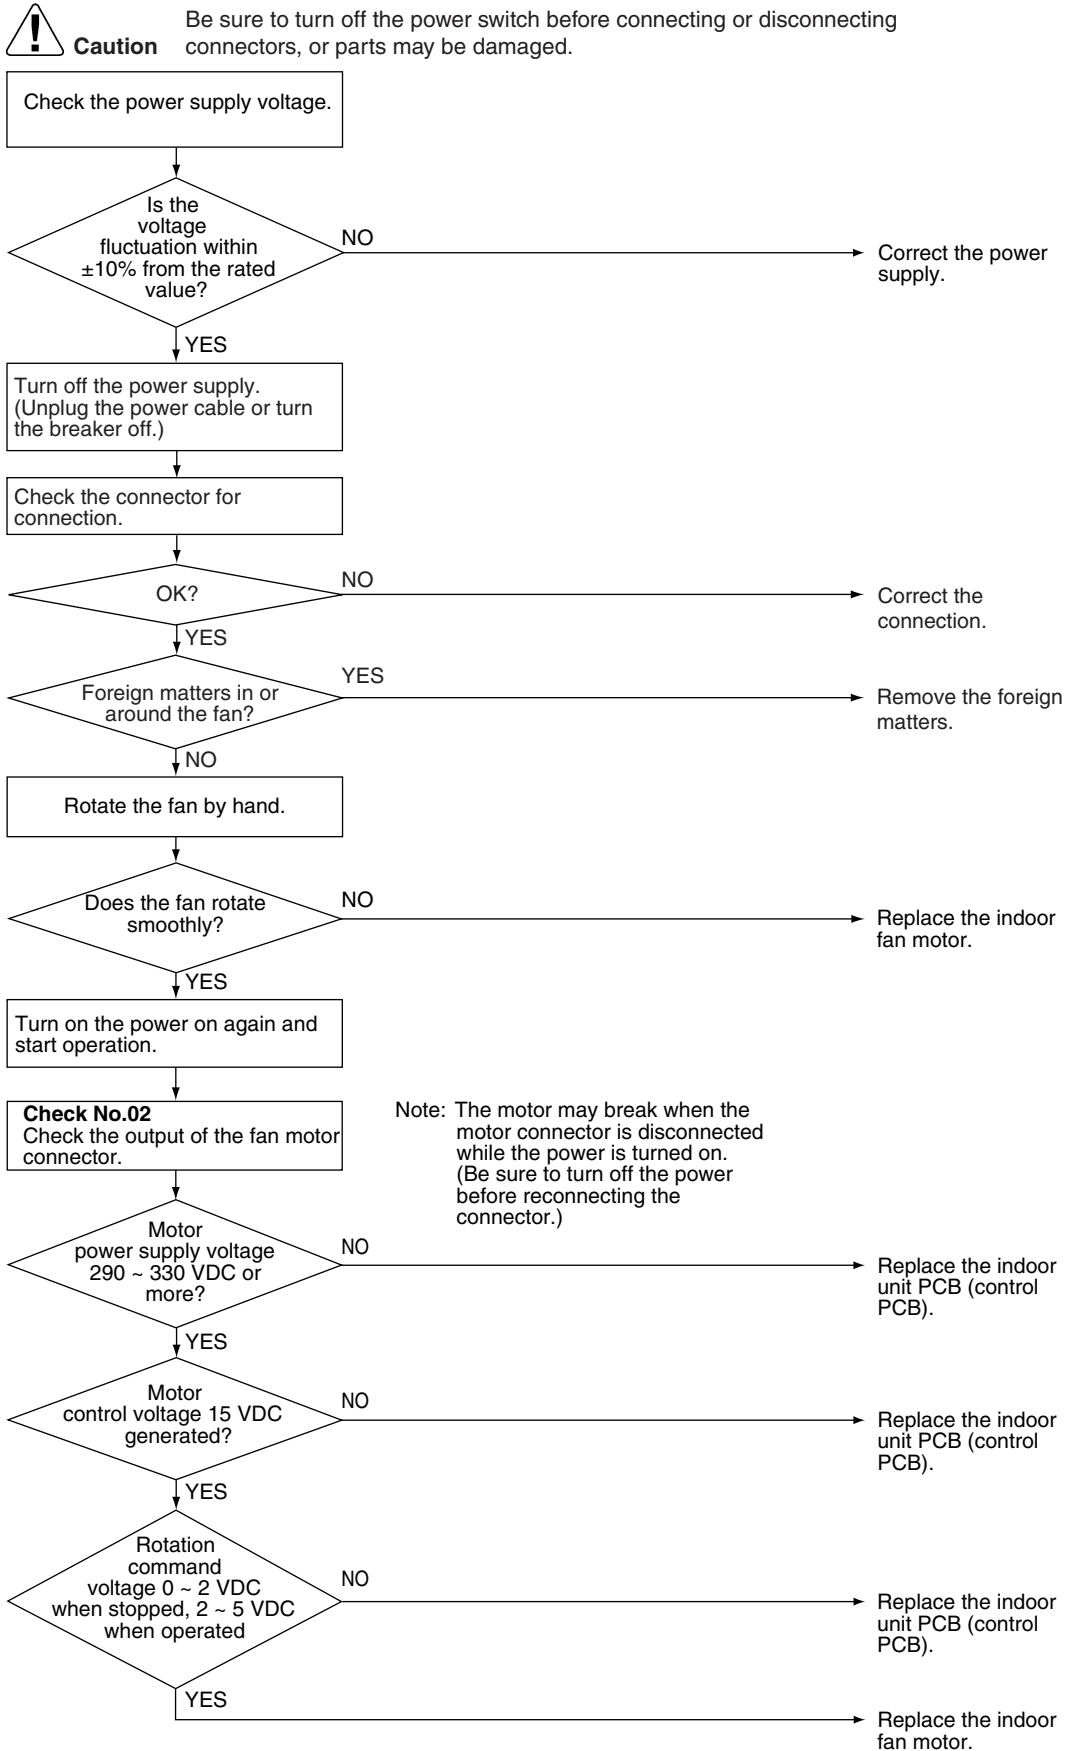 Be sure to turn off the power switch before connecting or disconnecting
Caution connectors, or parts may be damaged.
Check the power supply voltage.
Is the
voltage
fluctuation within
±10% from the rated
value?
NO
Correct the power
supply.
YES
Turn off the power supply.
(Unplug the power cable or turn
the breaker off.)
Check the connector for
connection.
OK?
NO
Correct the
connection.
YES
Foreign matters in or
around the fan?
YES
Remove the foreign
matters.
NO
Rotate the fan by hand.
Does the fan rotate
smoothly?
NO
Replace the indoor
fan motor.
YES
Turn on the power on again and
start operation.
Check No.02
Check the output of the fan motor
connector.
Note: The motor may break when the
motor connector is disconnected
while the power is turned on.
(Be sure to turn off the power
before reconnecting the
connector.)
Motor
power supply voltage
290 ~ 330 VDC or
more?
NO
Replace the indoor
unit PCB (control
PCB).
YES
Motor
control voltage 15 VDC
generated?
NO
Replace the indoor
unit PCB (control
PCB).
YES
Rotation
command
voltage 0 ~ 2 VDC
when stopped, 2 ~ 5 VDC
when operated
NO
Replace the indoor
unit PCB (control
PCB).
YES
Replace the indoor
fan motor.